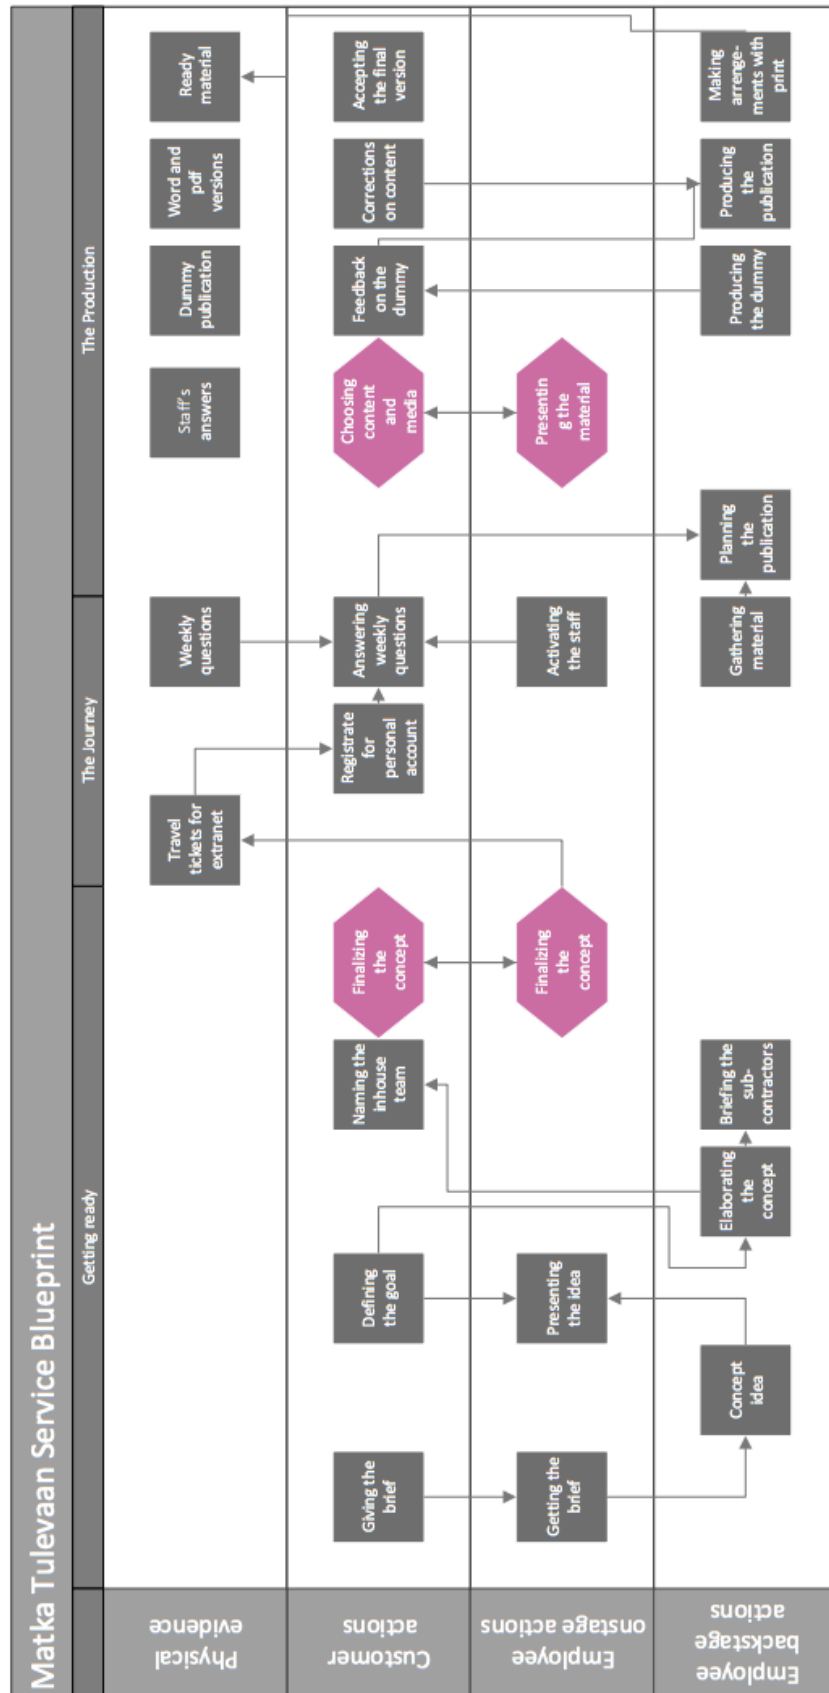 Matka Tulevaan Service Blueprint
Getting ready
The Journey
The Production
Physical
evidence
Travel
tickets for
extranet
Weekly
questions
Staff's
answers
Dummy
publication
Word and
pdf
versions
Ready
material
Customer
actions
Giving the
brief
Defining
the goal
Naming the
inhouse
team
Finalizing
the
concept
Registrate
for
personal
account
Answering
weekly
questions
Choosing
content
and
media
Feedback
on the
dummy
Corrections
on content
Accepting
the final
version
Employee
onstage actions
Getting the
brief
Presenting
the idea
Finalizing
the
concept
Activating
the staff
Presentin
g the
material
Employee
backstage
actions
Concept
idea
Elaborating
the
concept
Briefing the
sub-
contractors
Gathering
material
Planning
the
publication
Producing
the dummy
Producing
the
publication
Making
arrange-
ments with
print